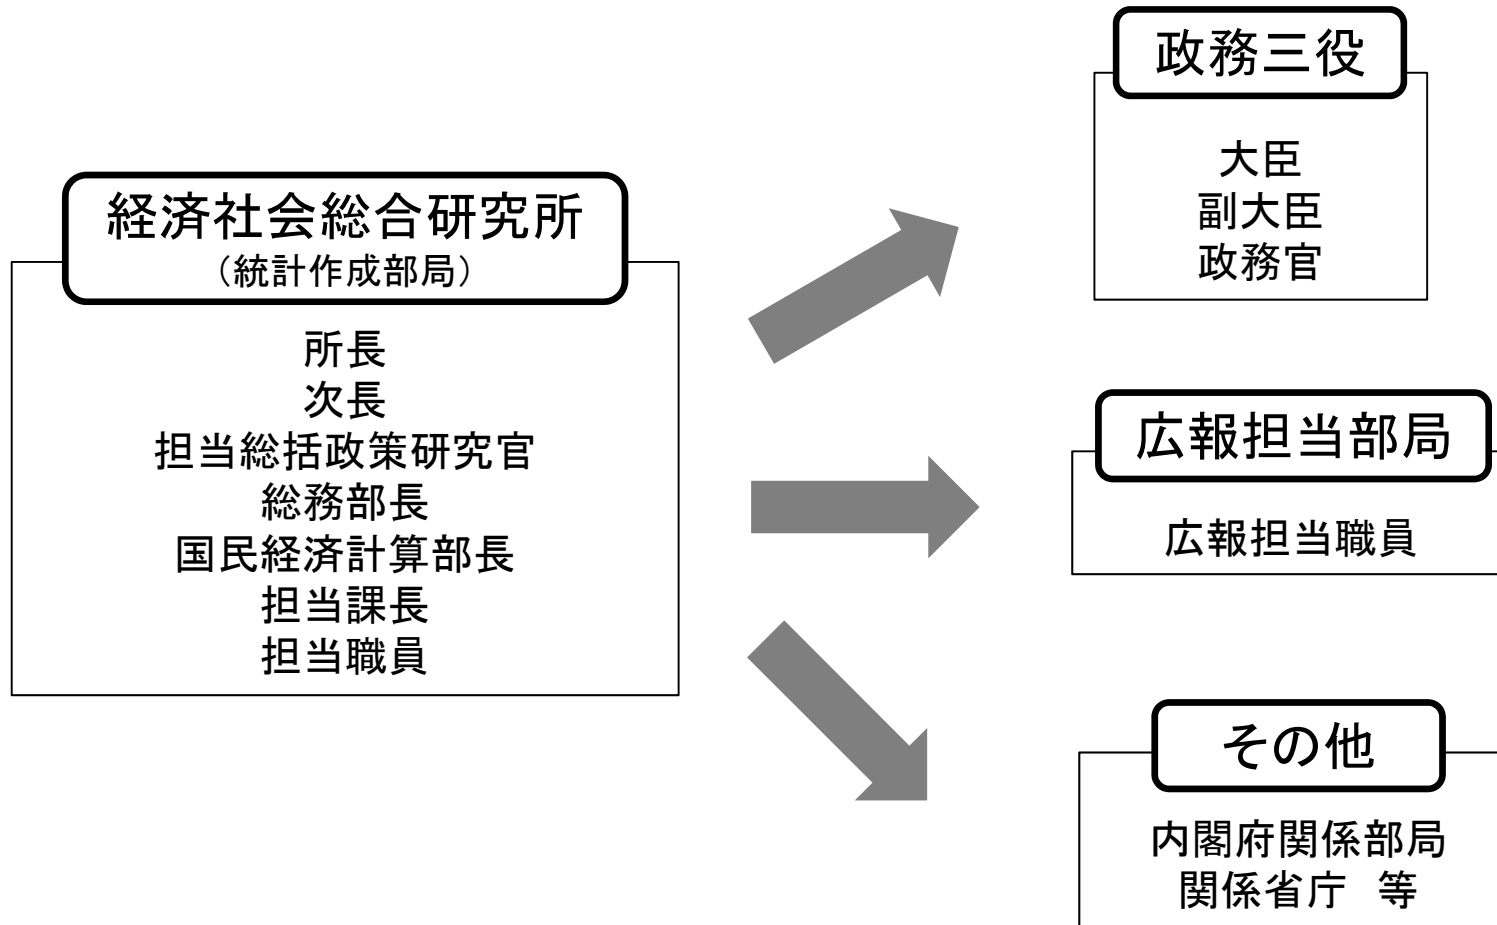 経済社会総合研究所
（統計作成部局）
所長
次長
担当総括政策研究官
総務部長
国民経済計算部長
担当課長
担当職員
政務三役
大臣
副大臣
政務官
広報担当部局
広報担当職員
その他
内閣府関係部局
関係省庁　等